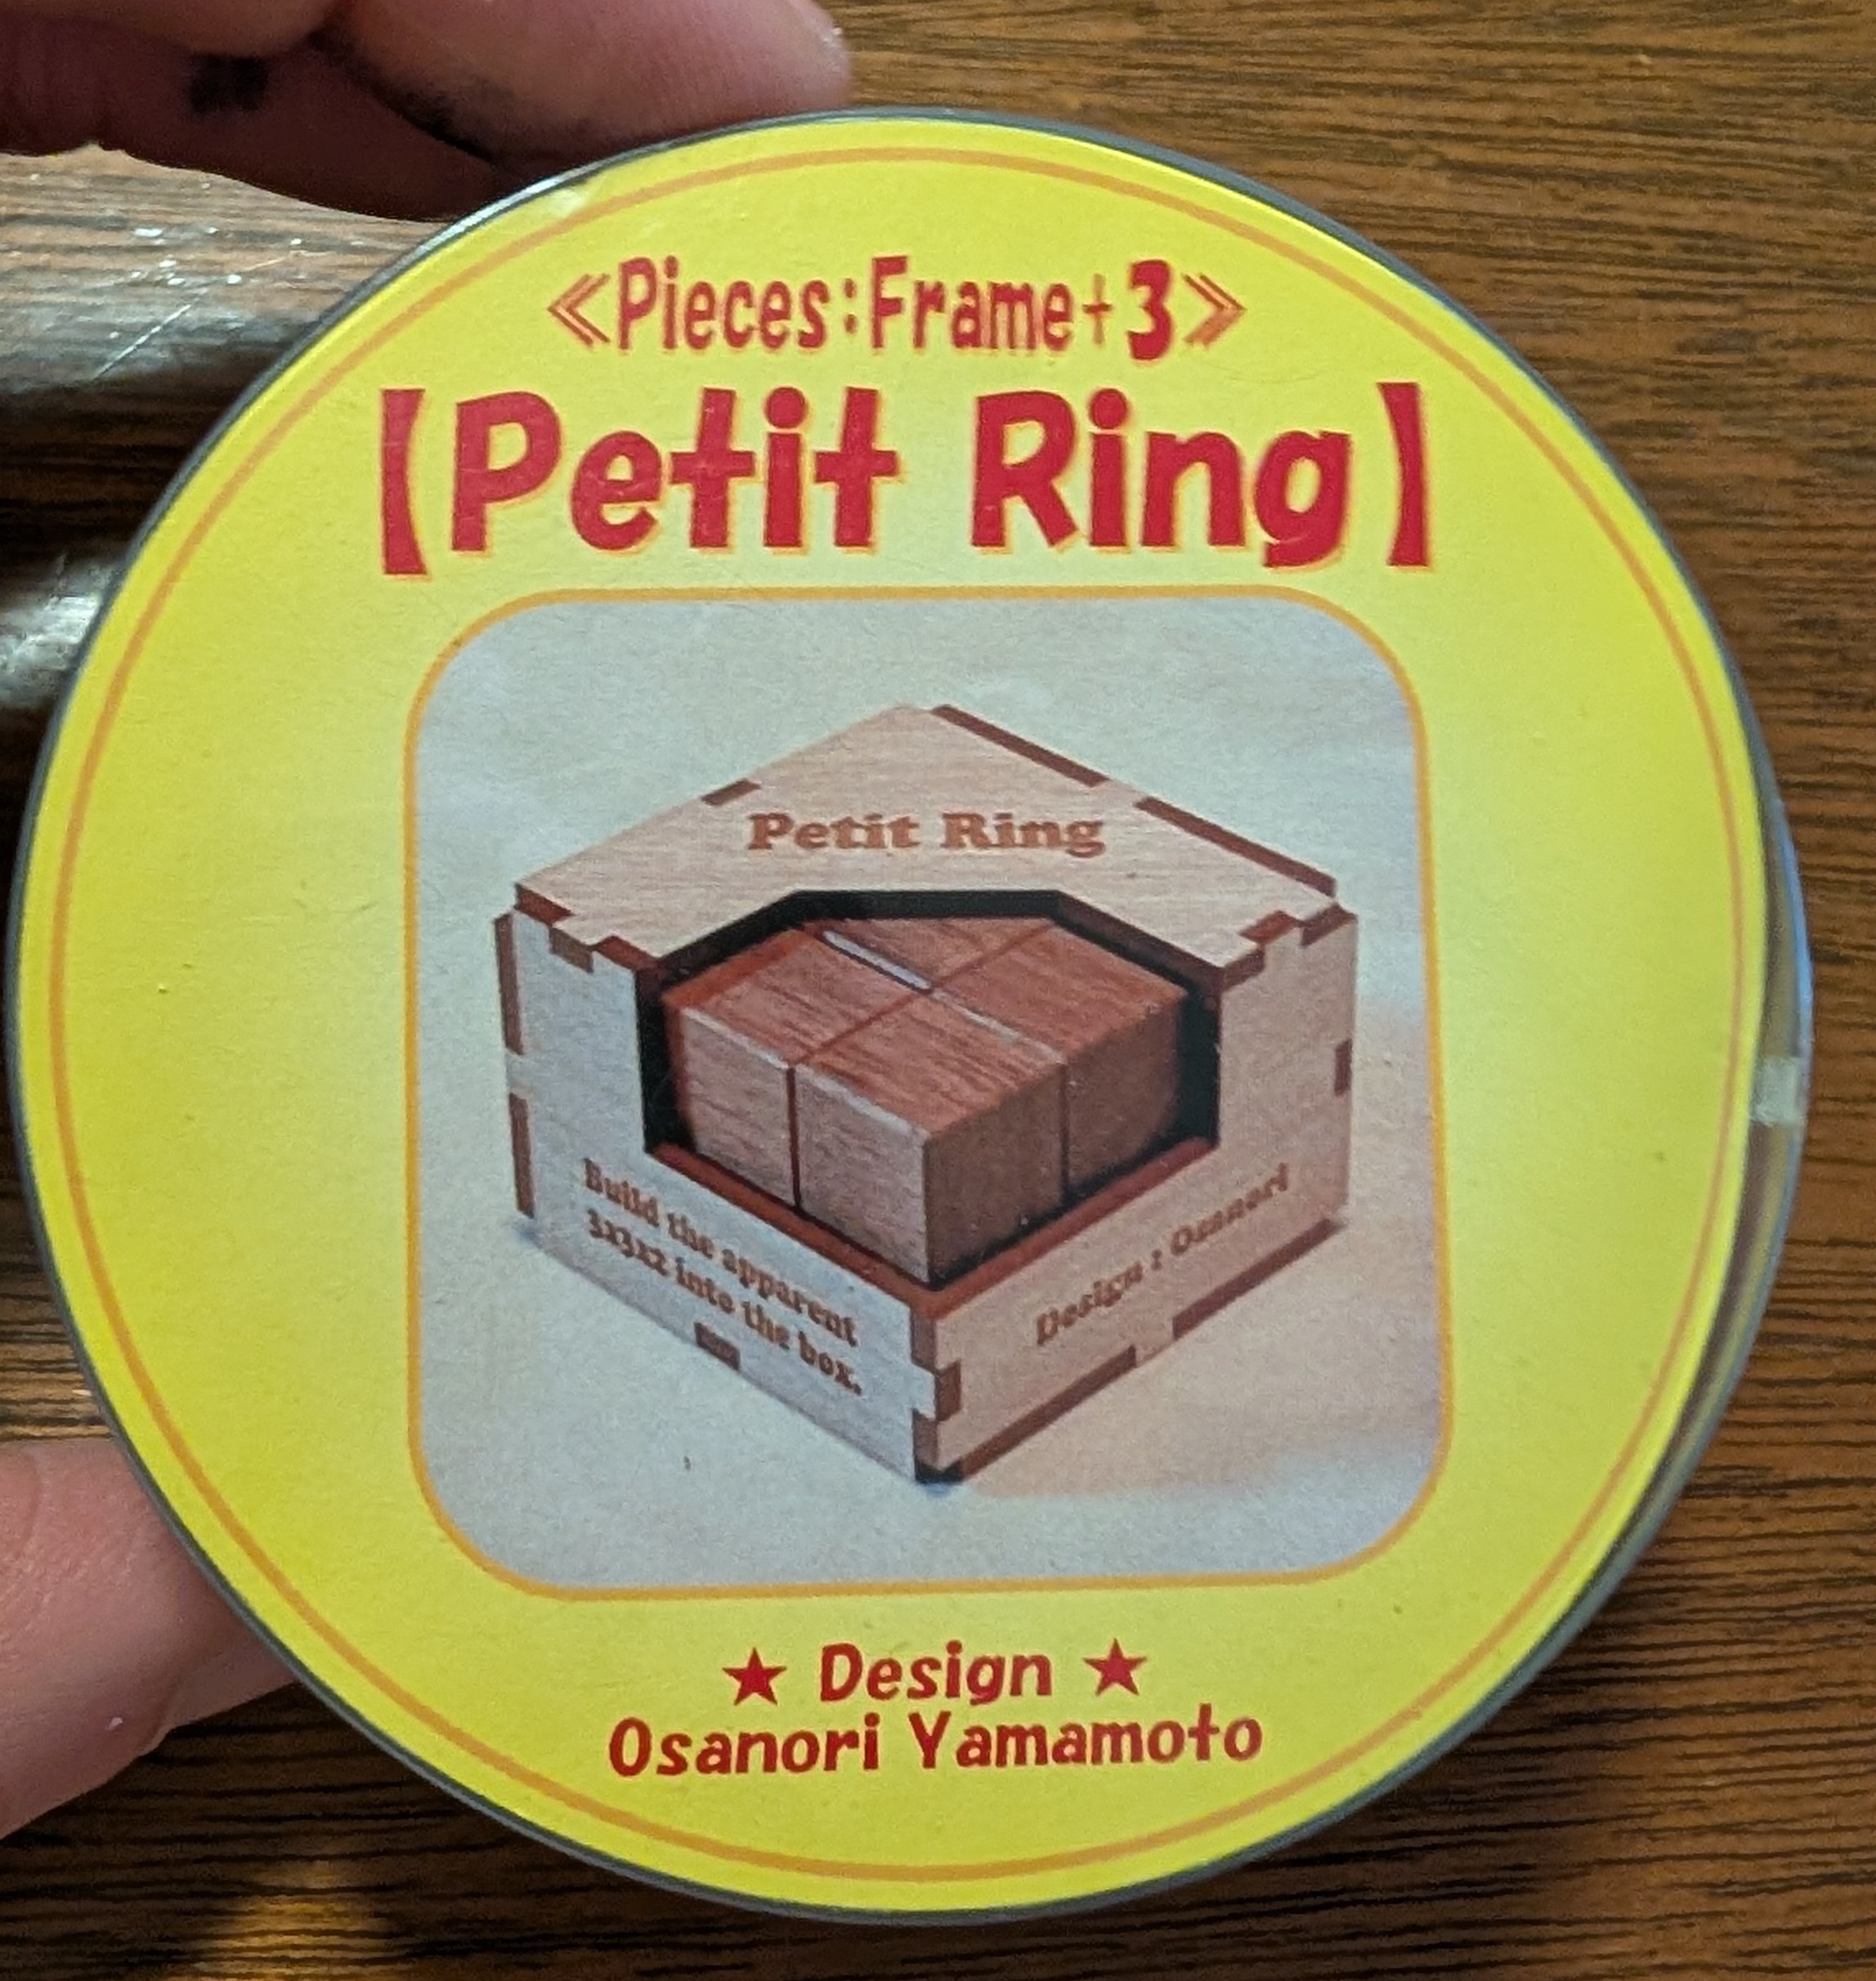 ≪Pieces:Frame+3≫
【Petit Ring】
Petit Ring
Build the apparent
3x3x2 into the box.
Design : Osanori
★ Design ★
Osanori Yamamoto